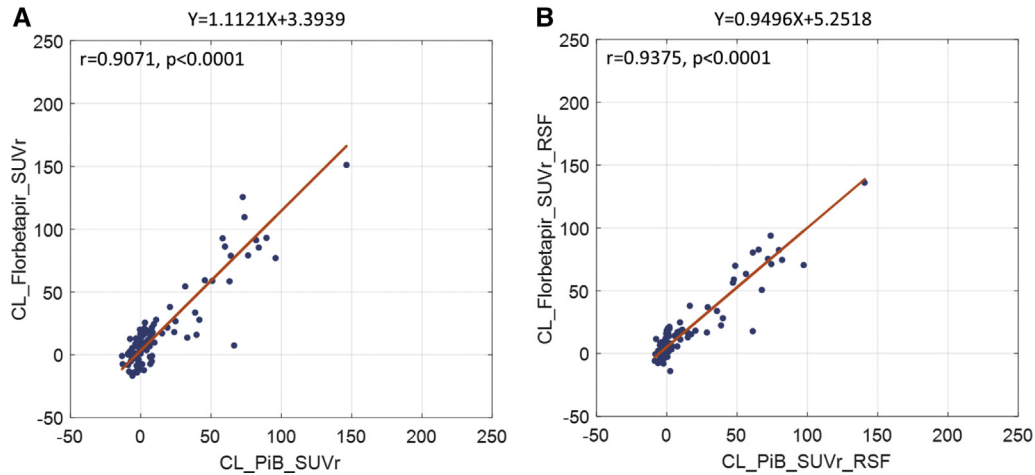 A
Y=1.1121X+3.3939
r=0.9071, p<0.0001
CL_Florbetapir_SUVr
250
200
150
100
50
0
-50
-50 0 50 100 150 200 250
CL_PiB_SUVr
B
Y=0.9496X+5.2518
r=0.9375, p<0.0001
CL_Florbetapir_SUVr_RSF
250
200
150
100
50
0
-50
-50 0 50 100 150 200 250
CL_PiB_SUVr_RSF